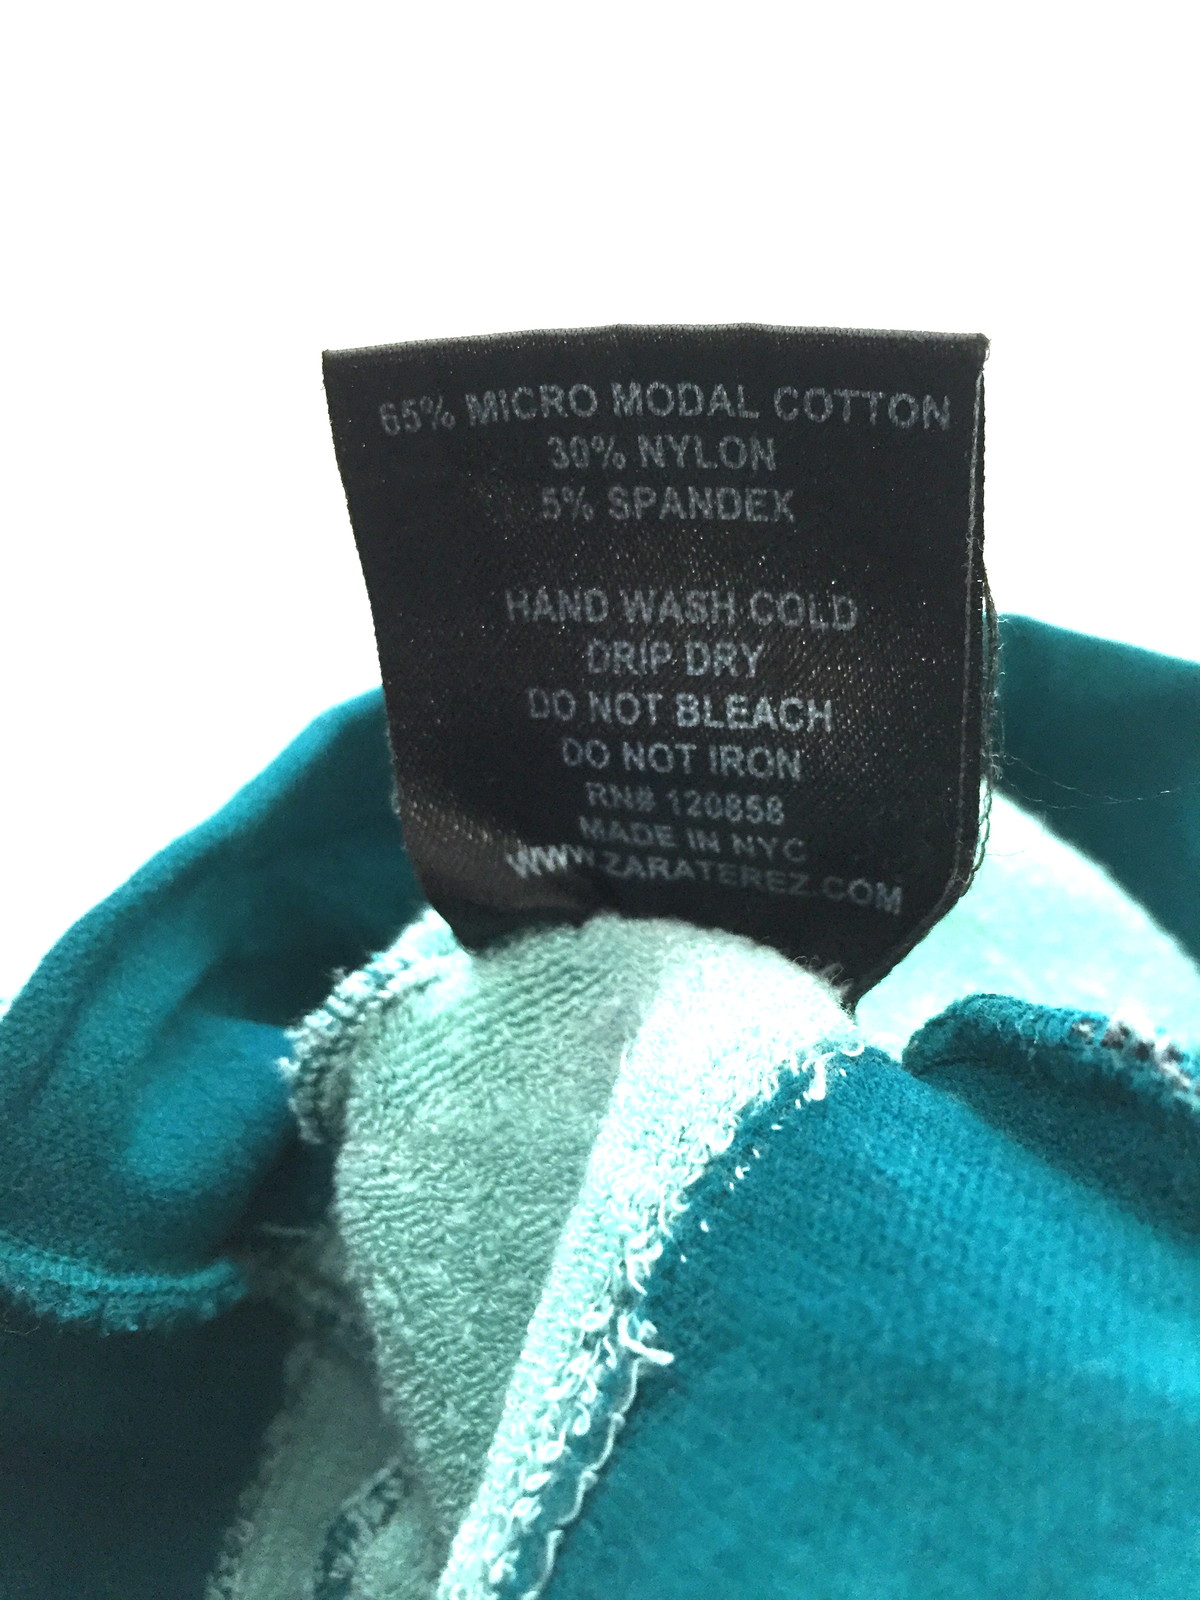 65% MICRO MODAL COTTON
30% NYLON
5% SPANDEX
HAND WASH COLD
DRIP DRY
DO NOT BLEACH
DO NOT IRON
RN# 120858
MADE IN NYC
WWW.ZARATEREZ.COM